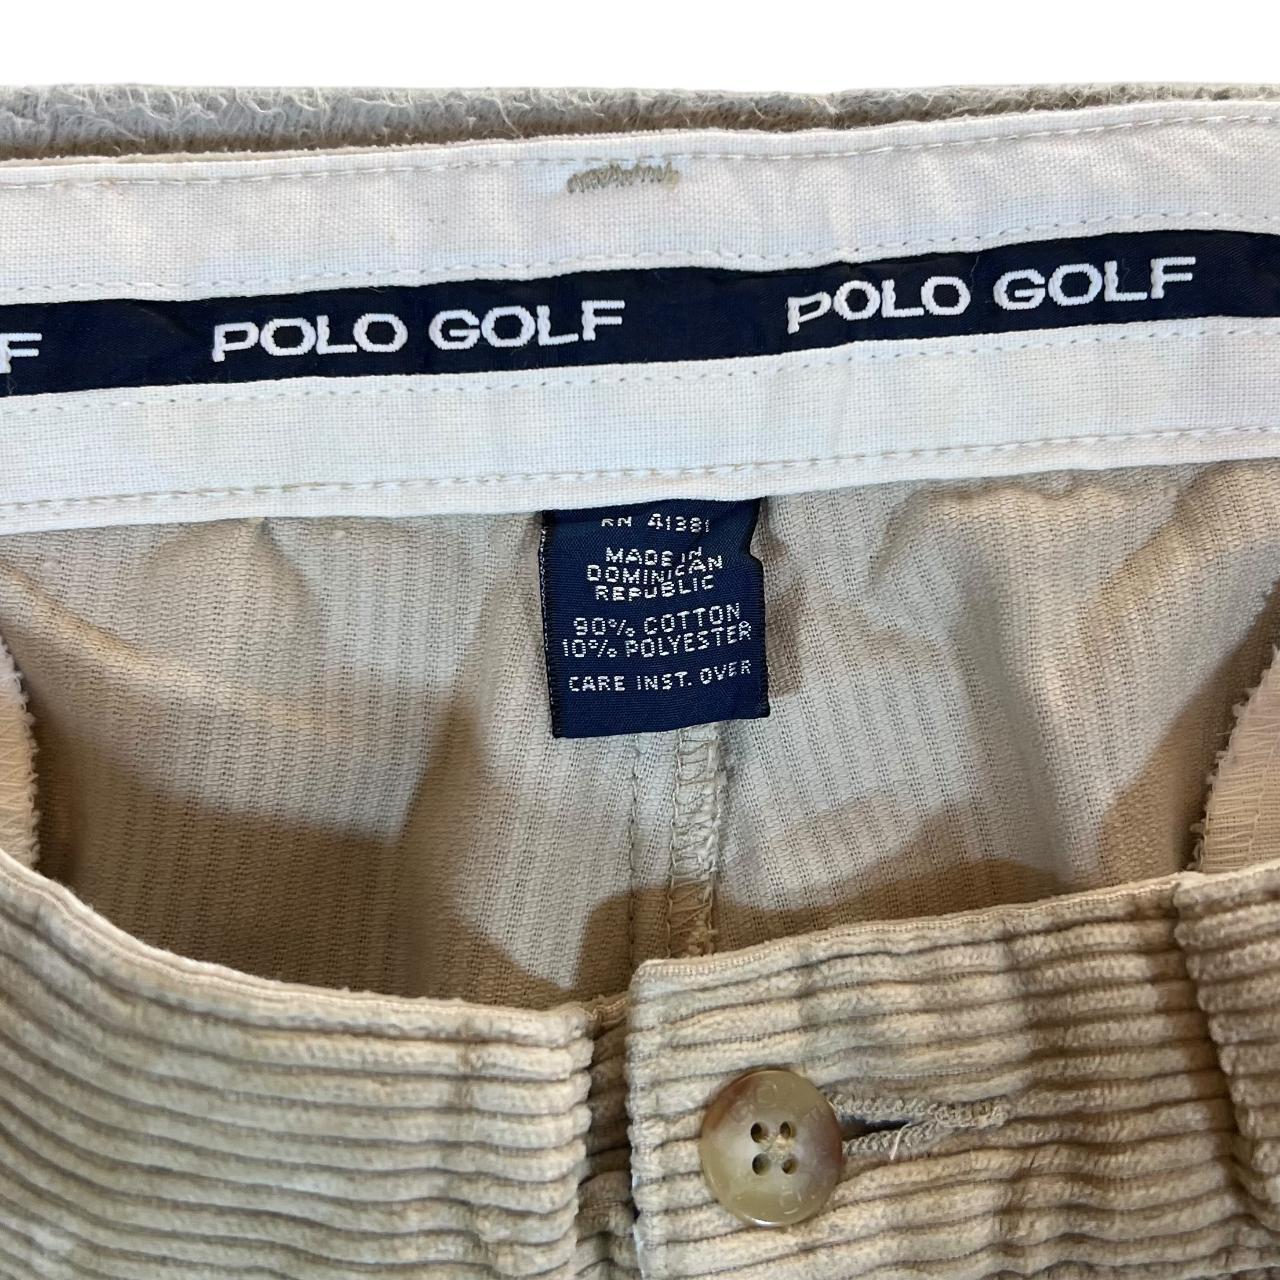 F POLO GOLF POLO GOLF
RN 41381
MADE IN
DOMINICAN
REPUBLIC
90% COTTON
10% POLYESTER
CARE INST. OVER